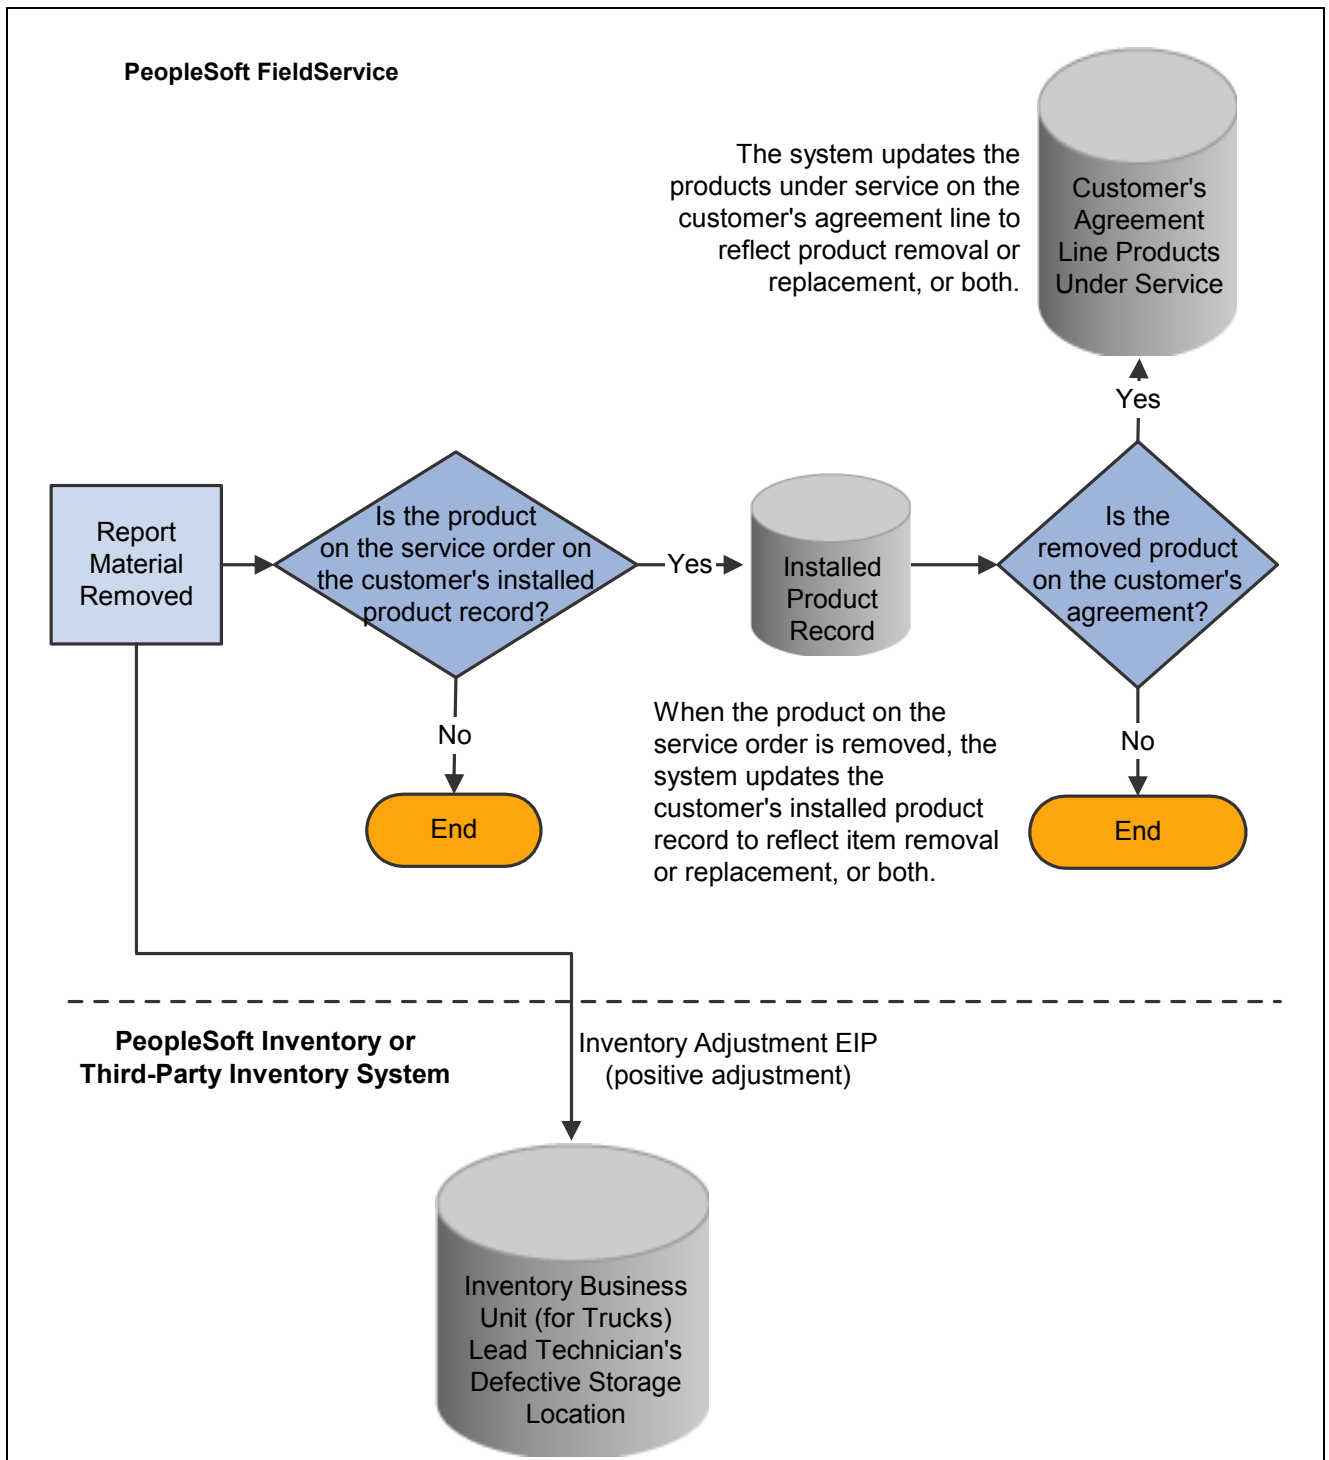 PeopleSoft FieldService
The system updates the
products under service on the
customer's agreement line to
reflect product removal or
replacement, or both.
Customer's
Agreement
Line Products
Under Service
Yes
Report
Material
Removed
Is the product
on the service order on
the customer's installed
product record?
Yes
Installed
Product
Record
Is the
removed product
on the customer's
agreement?
No
End
When the product on the
service order is removed, the
system updates the
customer's installed product
record to reflect item removal
or replacement, or both.
No
End
PeopleSoft Inventory or
Third-Party Inventory System
Inventory Adjustment EIP
(positive adjustment)
Inventory Business
Unit (for Trucks)
Lead Technician's
Defective Storage
Location